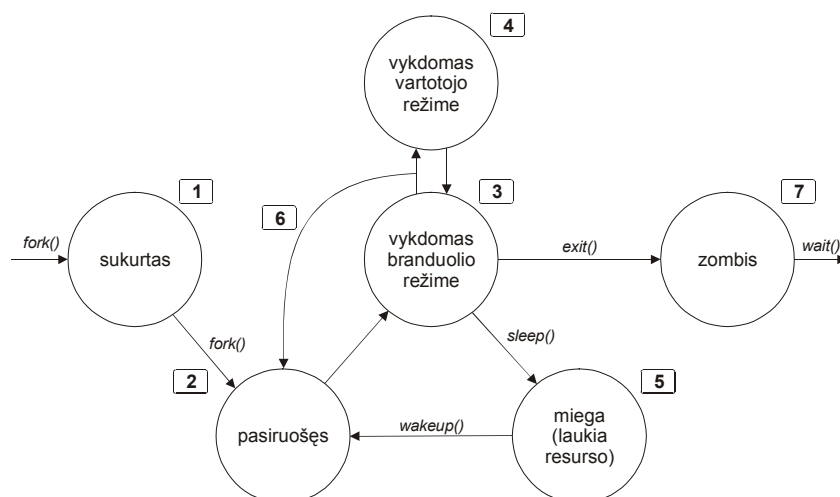 4
vykdomas
vartotojo
režime
1
6
3
7
fork()
sukurtas
vykdomas
branduolio
režime
exit()
zombis
wait()
fork()
sleep()
2
5
pasiruošęs
wakeup()
miega
(laukia
resurso)